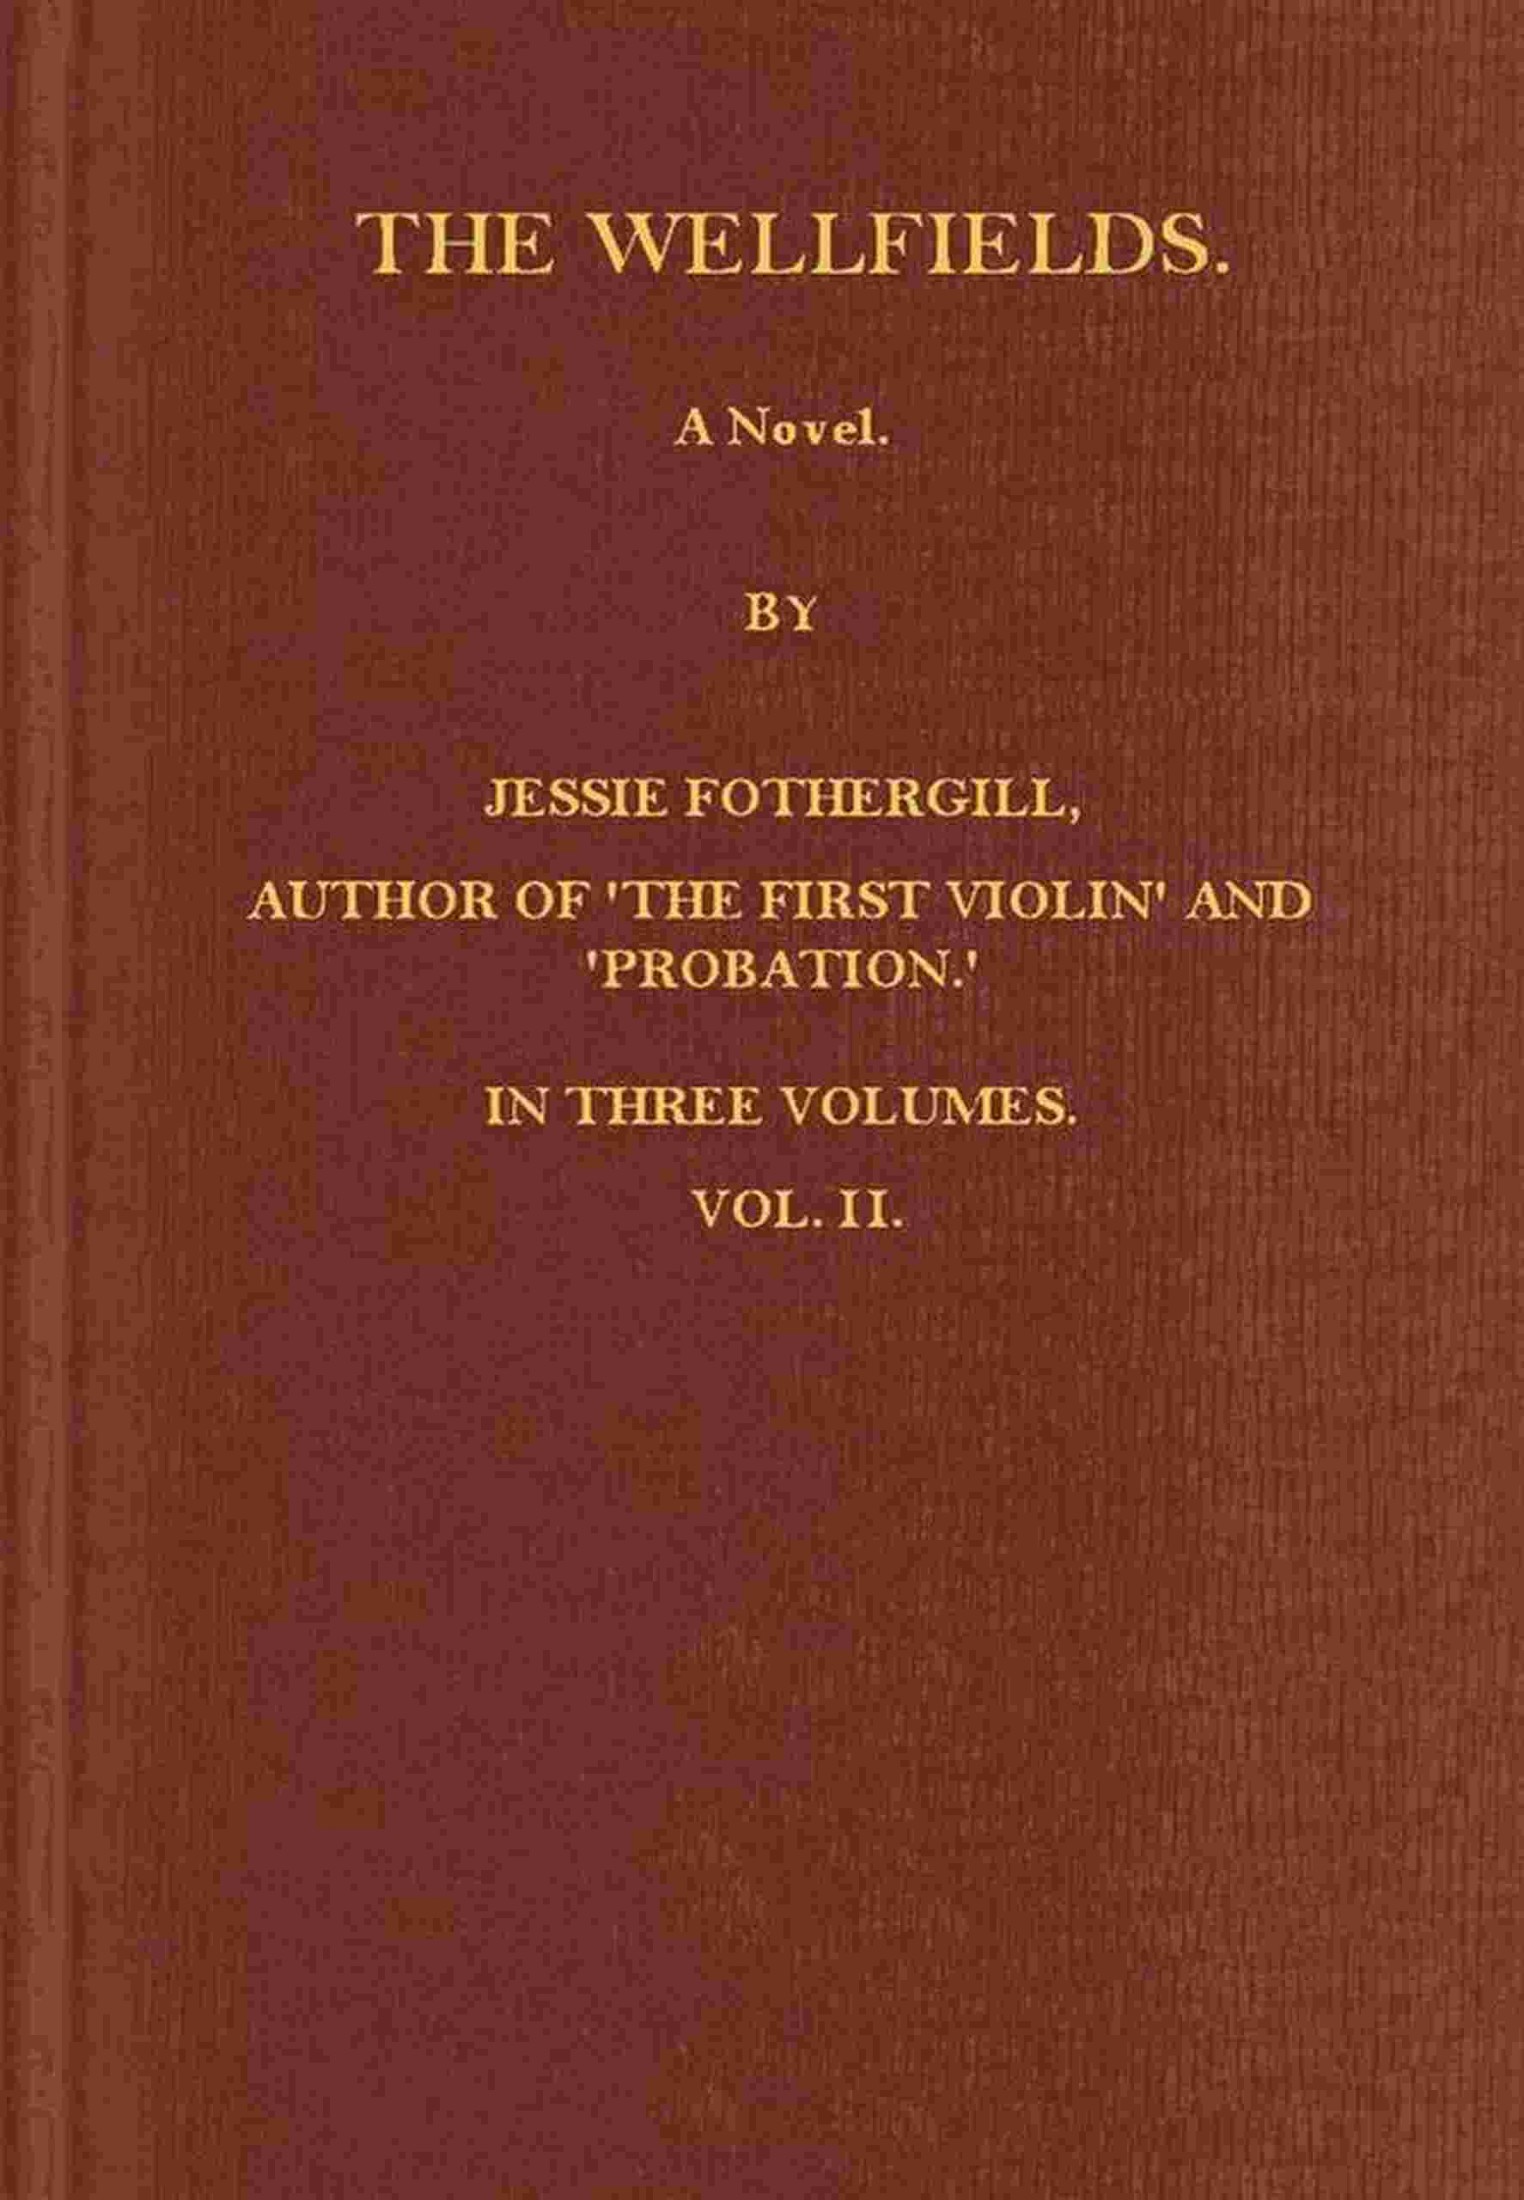 THE WELLFIELDS.
A Novel.
BY
JESSIE FOTHERGILL,
AUTHOR OF 'THE FIRST VIOLIN' AND
'PROBATION.'
IN THREE VOLUMES.
VOL. II.